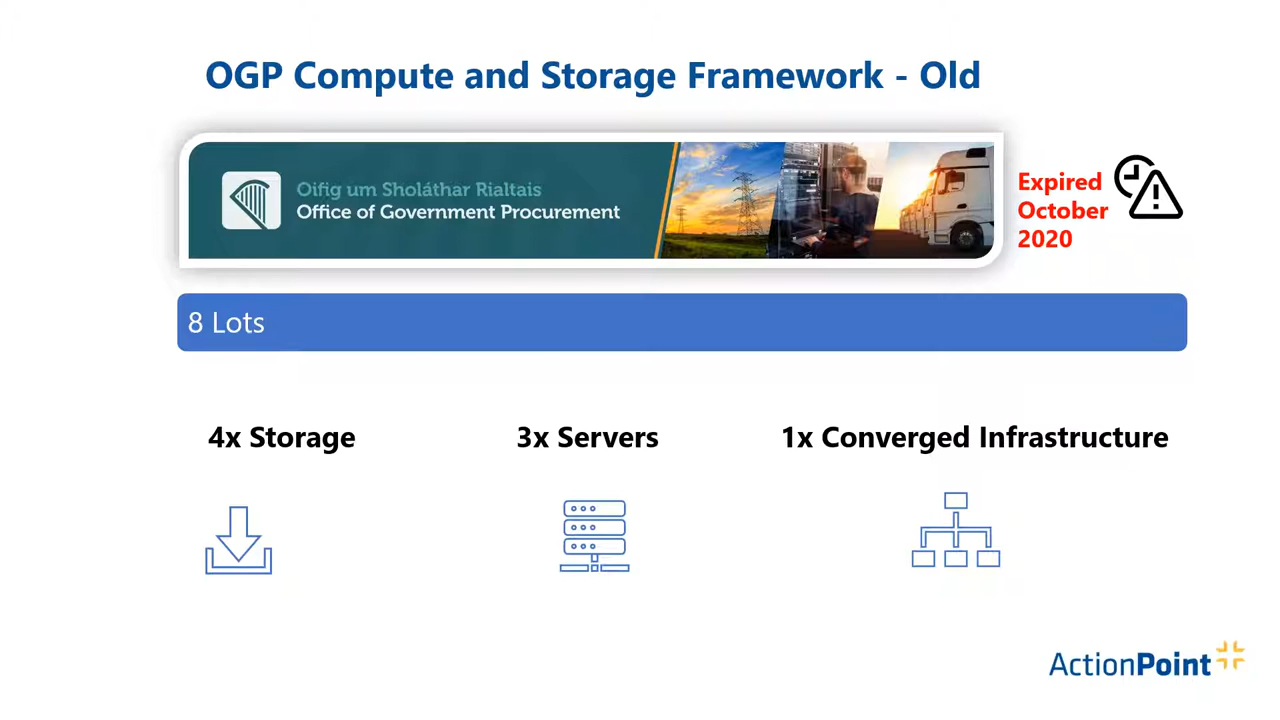 OGP Compute and Storage Framework - Old
Oifig um Sholáthar Rialtais
Office of Government Procurement
Expired
October
2020
8 Lots
4x Storage
3x Servers
1x Converged Infrastructure
ActionPoint